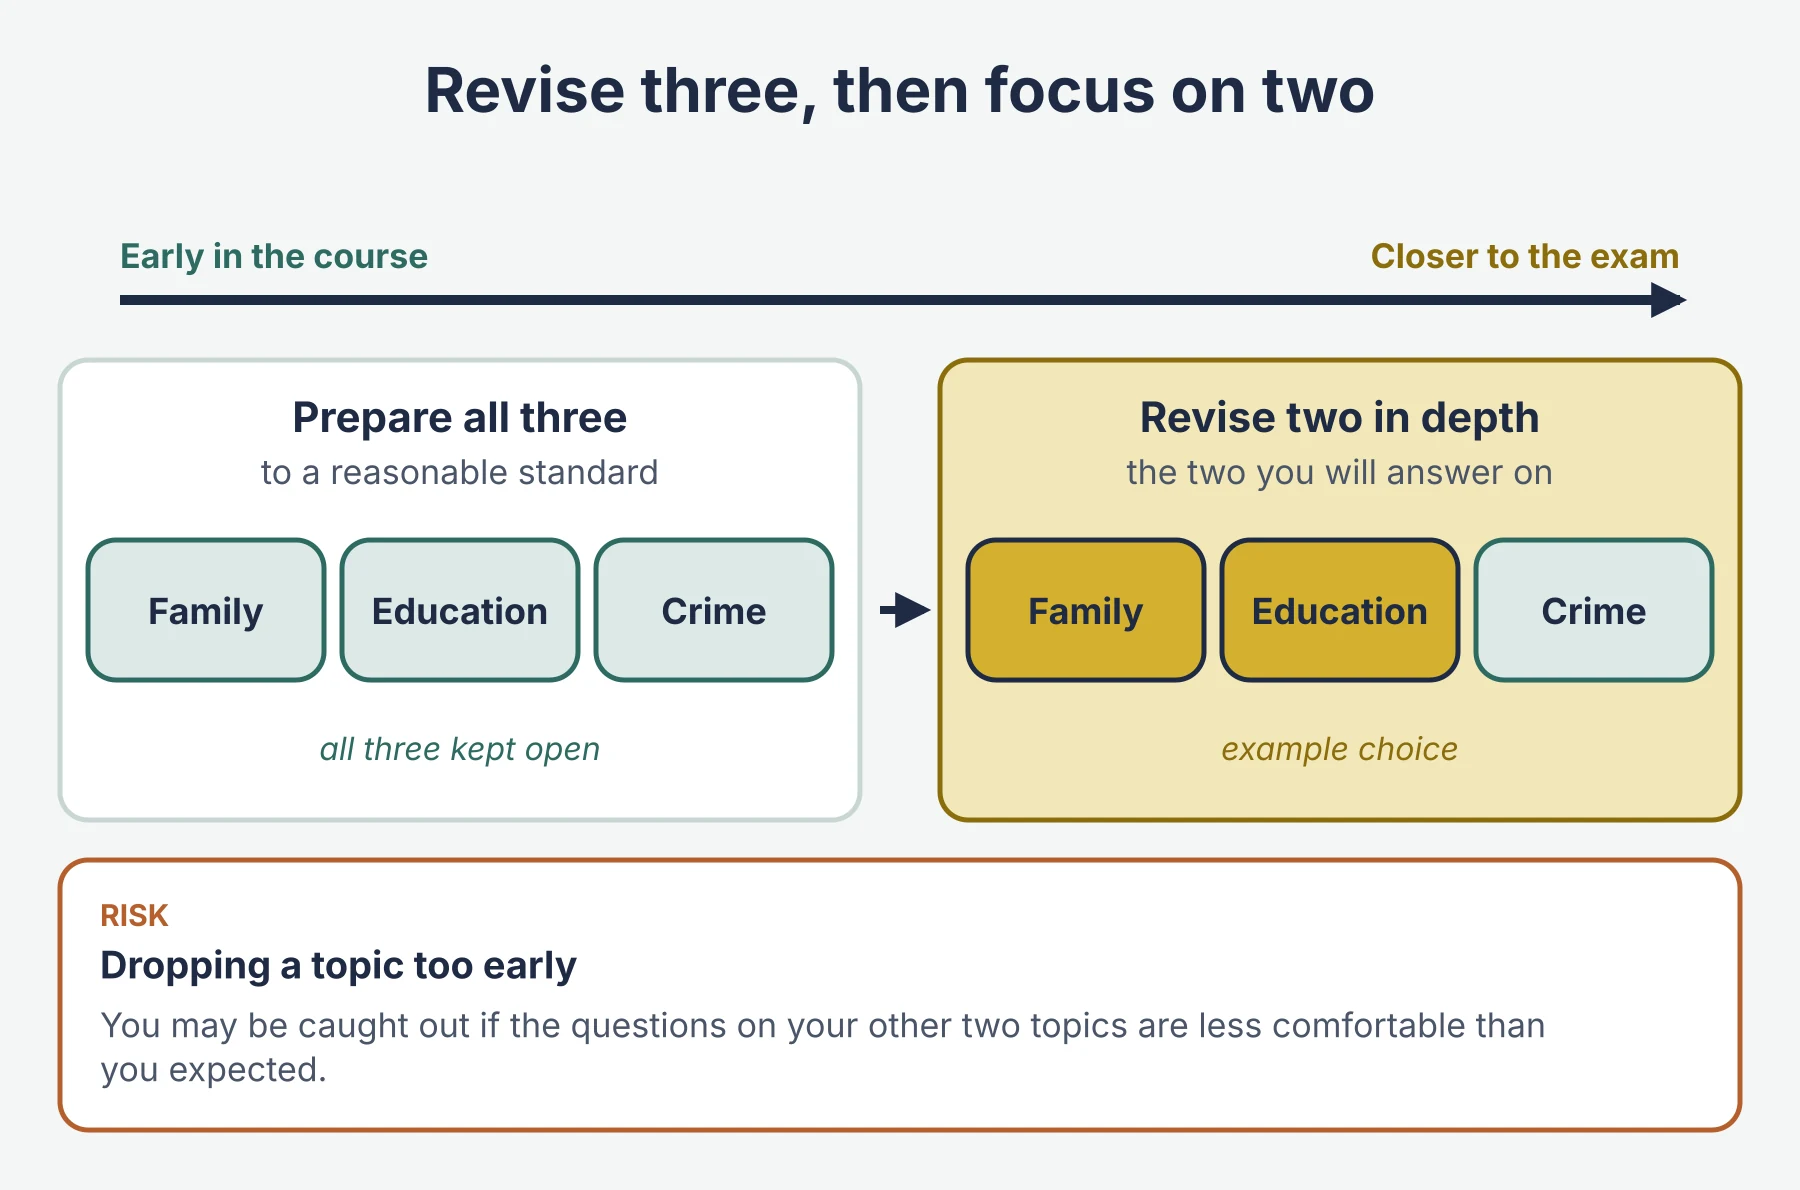 Revise three, then focus on two
Early in the course
Closer to the exam
Prepare all three
to a reasonable standard
Family
Education
Crime
all three kept open
Revise two in depth
the two you will answer on
Family
Education
Crime
example choice
RISK
Dropping a topic too early
You may be caught out if the questions on your other two topics are less comfortable than
you expected.